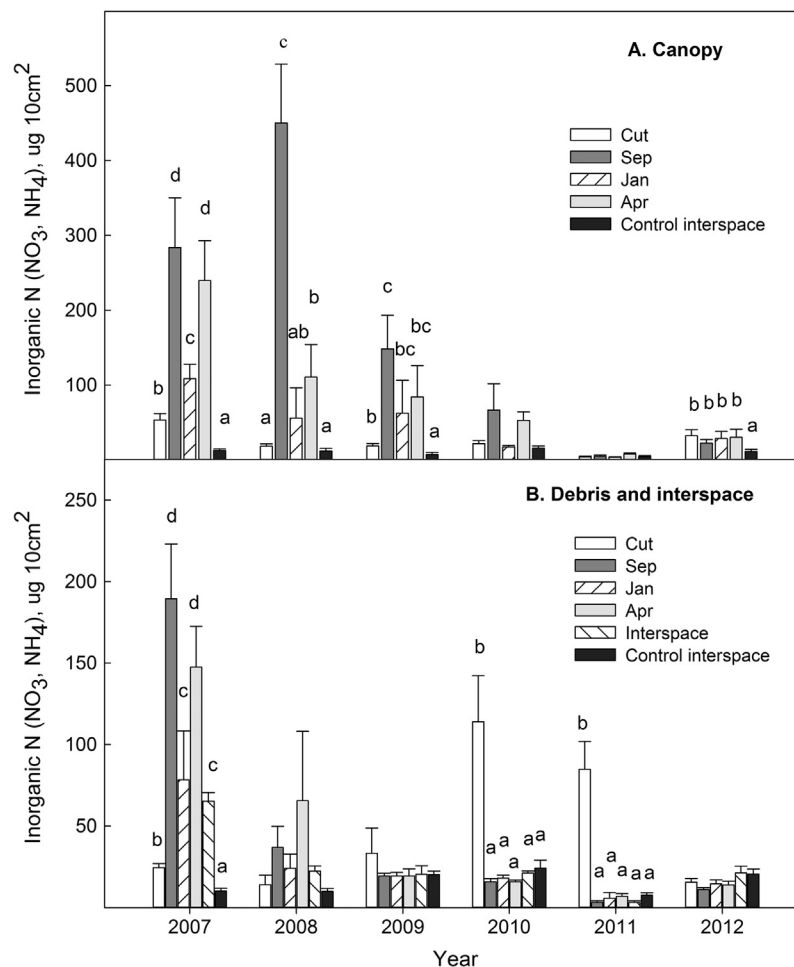 A. Canopy
Inorganic N (NO3, NH4), ug 10cm2
500
400
300
200
100
Cut
Sep
Jan
Apr
Control interspace
b
d
c
d
a
a
c
ab
b
a
b
c
bc
bc
a
b
b
b
b
a
B. Debris and interspace
Inorganic N (NO3, NH4), ug 10cm2
250
200
150
100
50
Cut
Sep
Jan
Apr
Interspace
Control interspace
b
d
c
d
c
a
b
a
a
a
a
a
b
a
a
a
a
a
2007
2008
2009
2010
2011
2012
Year